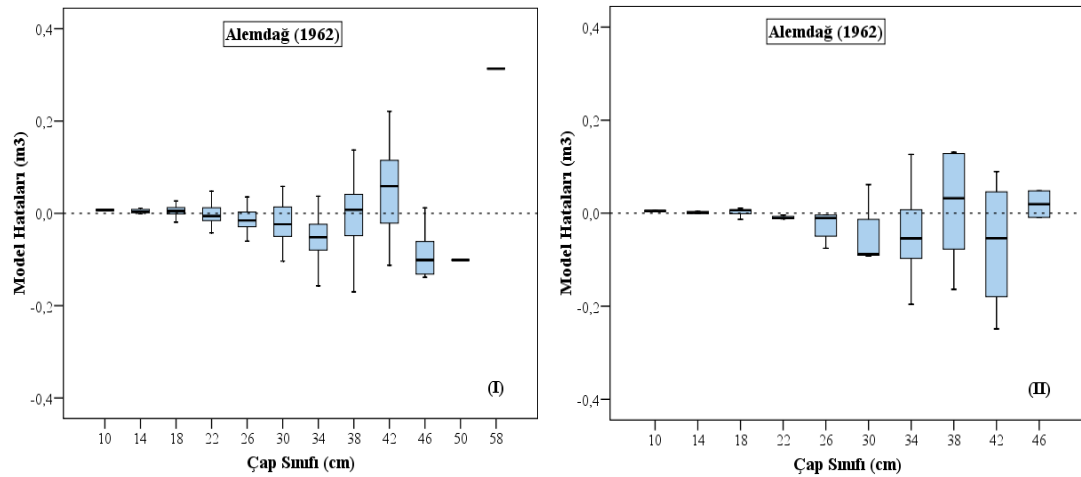 Alemdağ (1962)
Model Hataları (m3)
0,4
0,2
0,0
-0,2
-0,4
(I)
10 14 18 22 26 30 34 38 42 46 50 58
Çap Sınıfı (cm)
Alemdağ (1962)
Model Hataları (m3)
0,4
0,2
0,0
-0,2
-0,4
(II)
10 14 18 22 26 30 34 38 42 46
Çap Sınıfı (cm)